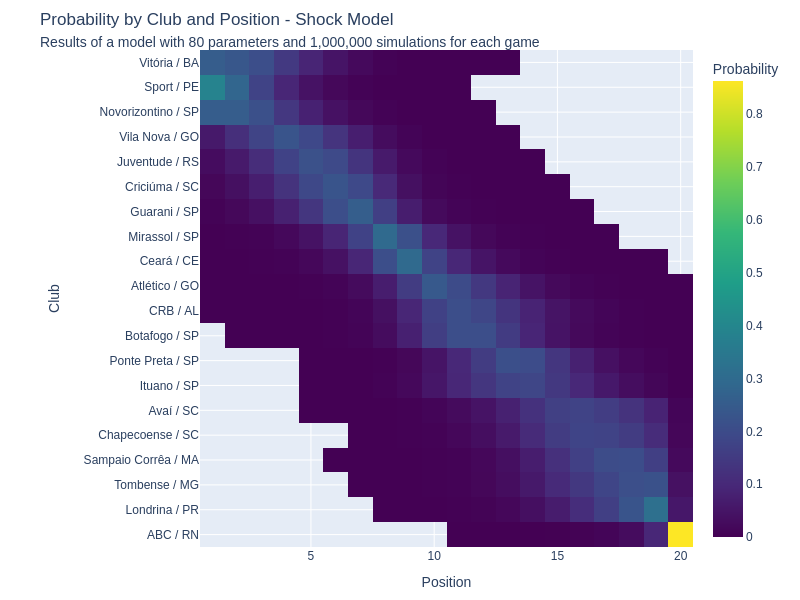 Probability by Club and Position - Shock Model
Results of a model with 80 parameters and 1,000,000 simulations for each game
Probability
Club
Vitória / BA
Sport / PE
Novorizontino / SP
Vila Nova / GO
Juventude / RS
Criciúma / SC
Guarani / SP
Mirassol / SP
Ceará / CE
Atlético / GO
CRB / AL
Botafogo / SP
Ponte Preta / SP
Ituano / SP
Avaí / SC
Chapecoense / SC
Sampaio Corrêa / MA
Tombense / MG
Londrina / PR
ABC / RN
0.8
0.7
0.6
0.5
0.4
0.3
0.2
0.1
0
5
10
15
20
Position